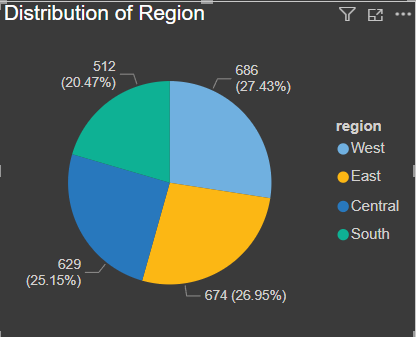 Distribution of Region
512
(20.47%)
686
(27.43%)
region
West
East
Central
South
629
(25.15%)
674 (26.95%)